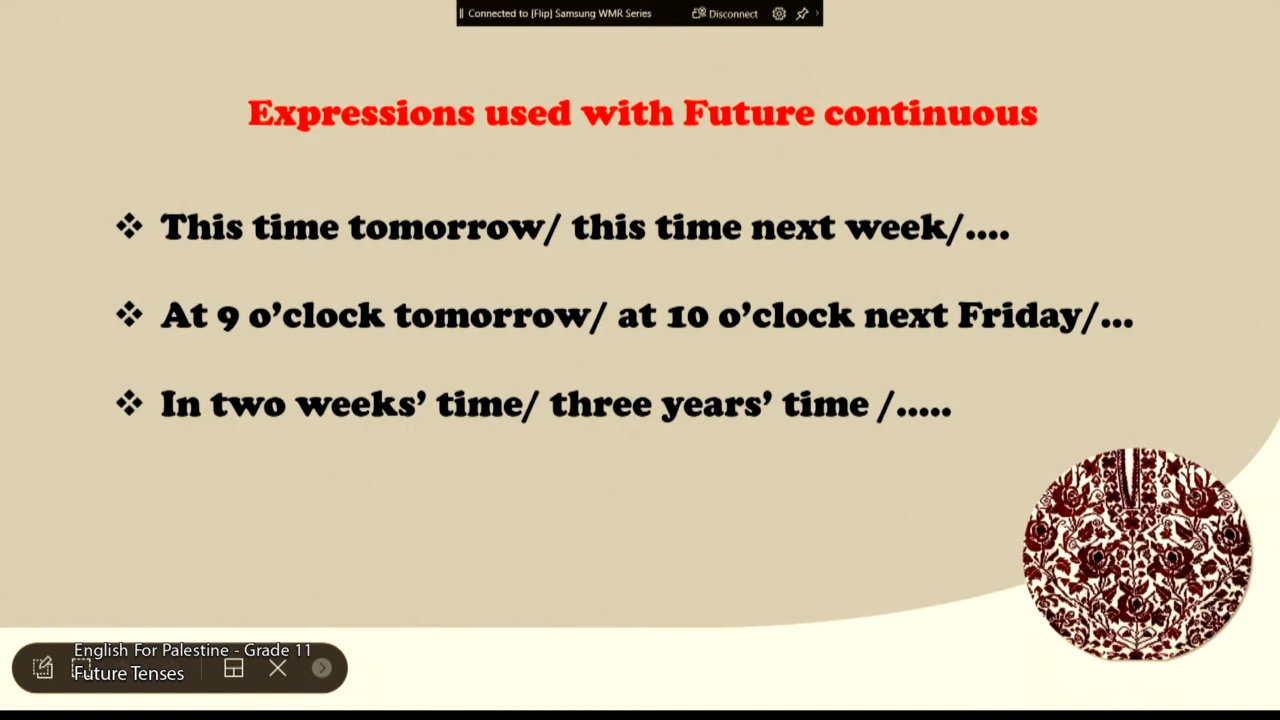 Connected to [Flip] Samsung WMR Series
Disconnect
Expressions used with Future continuous
This time tomorrow/ this time next week/....
At 9 o’clock tomorrow/ at 10 o’clock next Friday/...
In two weeks’ time/ three years’ time /.....
English For Palestine - Grade 11
Future Tenses